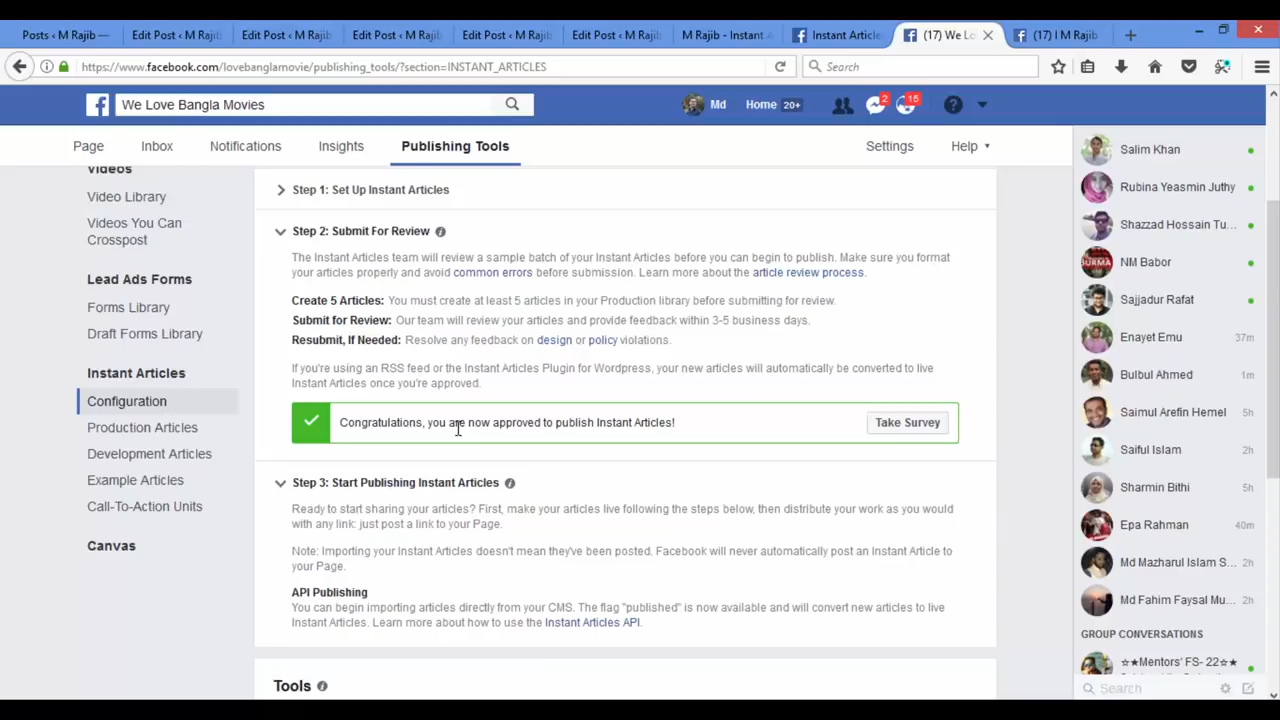 Posts ‹ M Rajib —
Edit Post ‹ M Rajib
Edit Post ‹ M Rajib
Edit Post ‹ M Rajib
Edit Post ‹ M Rajib
Edit Post ‹ M Rajib
M Rajib - Instant A
Instant Article
(17) We Lo
(17) I M Rajib
https://www.facebook.com/lovebanglamovie/publishing_tools/?section=INSTANT_ARTICLES
Search
We Love Bangla Movies
Md
Home 20+
2
15
Page
Inbox
Notifications
Insights
Publishing Tools
Settings
Help
Videos
Video Library
Videos You Can
Crosspost
Lead Ads Forms
Forms Library
Draft Forms Library
Instant Articles
Configuration
Production Articles
Development Articles
Example Articles
Call-To-Action Units
Canvas
Step 1: Set Up Instant Articles
Step 2: Submit For Review
The Instant Articles team will review a sample batch of your Instant Articles before you can begin to publish. Make sure you format
your articles properly and avoid common errors before submission. Learn more about the article review process.
Create 5 Articles: You must create at least 5 articles in your Production library before submitting for review.
Submit for Review: Our team will review your articles and provide feedback within 3-5 business days.
Resubmit, If Needed: Resolve any feedback on design or policy violations.
If you're using an RSS feed or the Instant Articles Plugin for Wordpress, your new articles will automatically be converted to live
Instant Articles once you're approved.
Congratulations, you are now approved to publish Instant Articles!
Take Survey
Step 3: Start Publishing Instant Articles
Ready to start sharing your articles? First, make your articles live following the steps below, then distribute your work as you would
with any link: just post a link to your Page.
Note: Importing your Instant Articles doesn't mean they've been posted. Facebook will never automatically post an Instant Article to
your Page.
API Publishing
You can begin importing articles directly from your CMS. The flag "published" is now available and will convert new articles to live
Instant Articles. Learn more about how to use the Instant Articles API.
Tools
Salim Khan
Rubina Yeasmin Juthy
Shazzad Hossain Tu...
NM Babor
BURMA
Sajjadur Rafat
Enayet Emu 37m
Bulbul Ahmed 1m
Saimul Arefin Hemel 5h
Saiful Islam 2h
Sharmin Bithi 5h
Epa Rahman 40m
Md Mazharul Islam S... 2h
Md Fahim Faysal Mu... 2h
GROUP CONVERSATIONS
☆★Mentors' FS- 22★☆
Search